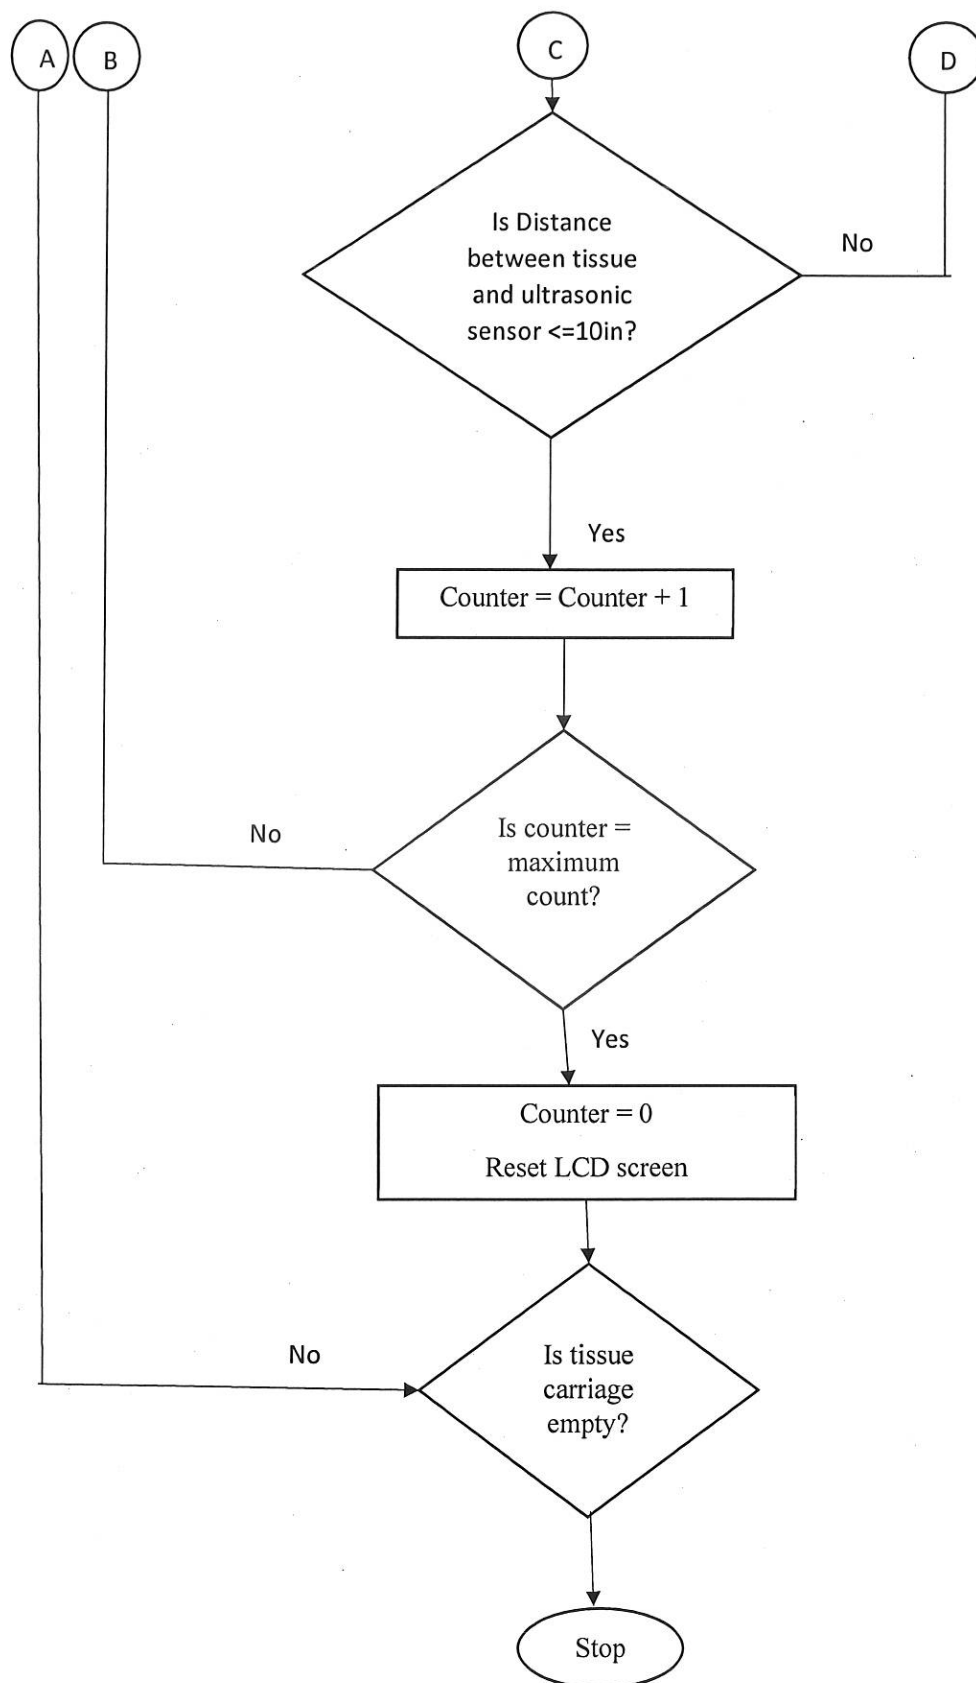 A
B
C
D
Is Distance
between tissue
and ultrasonic
sensor <=10in?
No
Yes
Counter = Counter + 1
Is counter =
maximum
count?
No
Yes
Counter = 0
Reset LCD screen
Is tissue
carriage
empty?
No
Stop